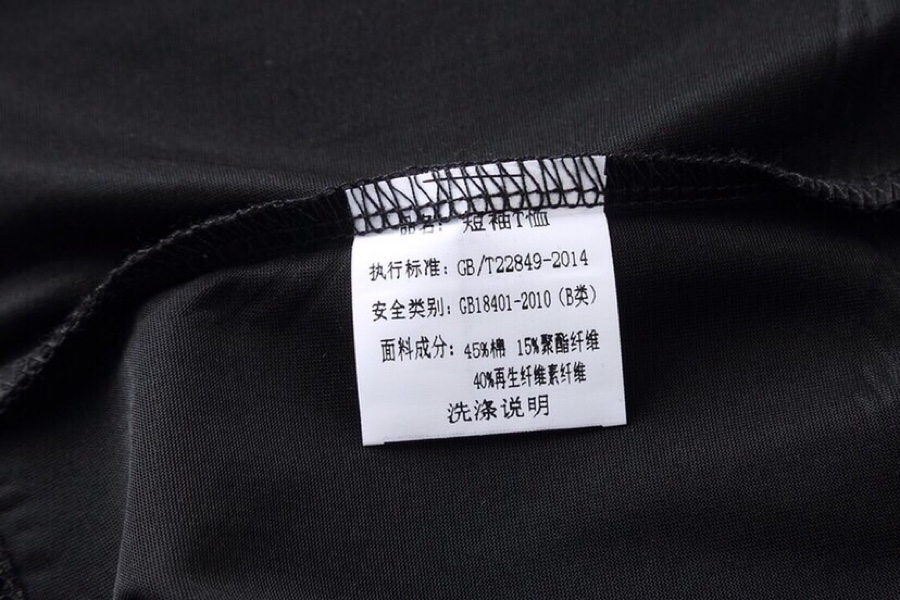 品名：短袖T恤
执行标准：GB/T22849-2014
安全类别：GB18401-2010（B类）
面料成分：45%棉 15%聚酯纤维
40%再生纤维素纤维
洗涤说明